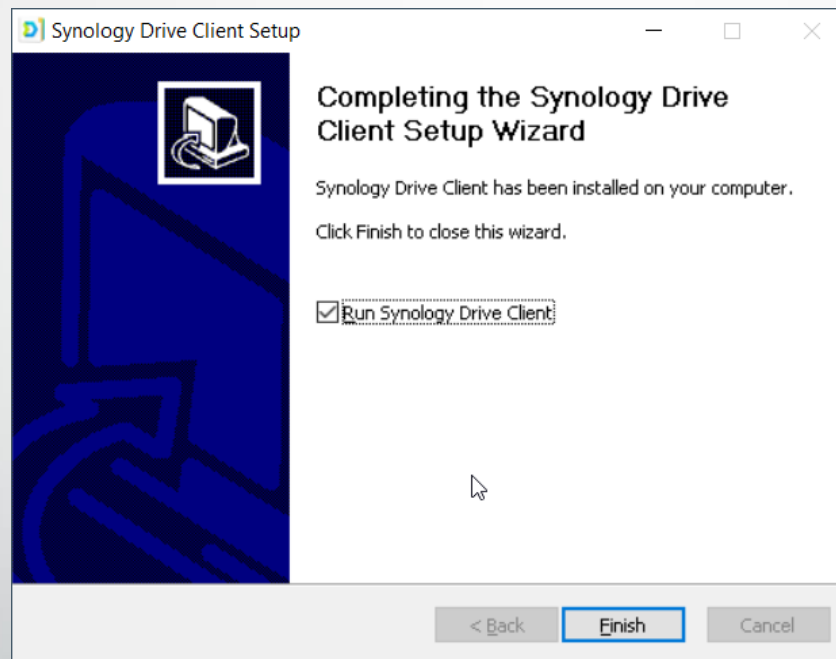 Synology Drive Client Setup
Completing the Synology Drive
Client Setup Wizard
Synology Drive Client has been installed on your computer.
Click Finish to close this wizard.
Run Synology Drive Client
< Back
Finish
Cancel